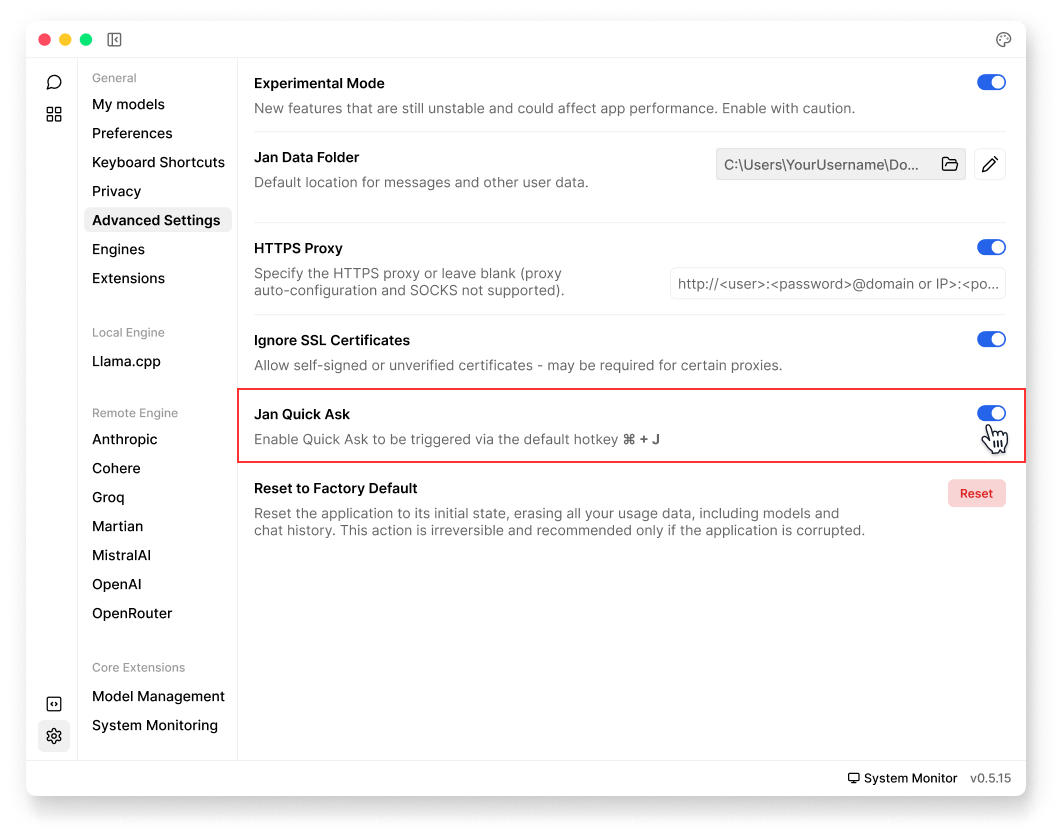 General
My models
Preferences
Keyboard Shortcuts
Privacy
Advanced Settings
Engines
Extensions
Local Engine
Llama.cpp
Remote Engine
Anthropic
Cohere
Groq
Martian
MistralAI
OpenAI
OpenRouter
Core Extensions
Model Management
System Monitoring
Experimental Mode
New features that are still unstable and could affect app performance. Enable with caution.
Jan Data Folder
Default location for messages and other user data.
C:\Users\YourUsername\Do...
HTTPS Proxy
Specify the HTTPS proxy or leave blank (proxy
auto-configuration and SOCKS not supported).
http://<user>:<password>@domain or IP>:<po...
Ignore SSL Certificates
Allow self-signed or unverified certificates - may be required for certain proxies.
Jan Quick Ask
Enable Quick Ask to be triggered via the default hotkey ⌘ + J
Reset to Factory Default
Reset the application to its initial state, erasing all your usage data, including models and
chat history. This action is irreversible and recommended only if the application is corrupted.
Reset
System Monitor v0.5.15